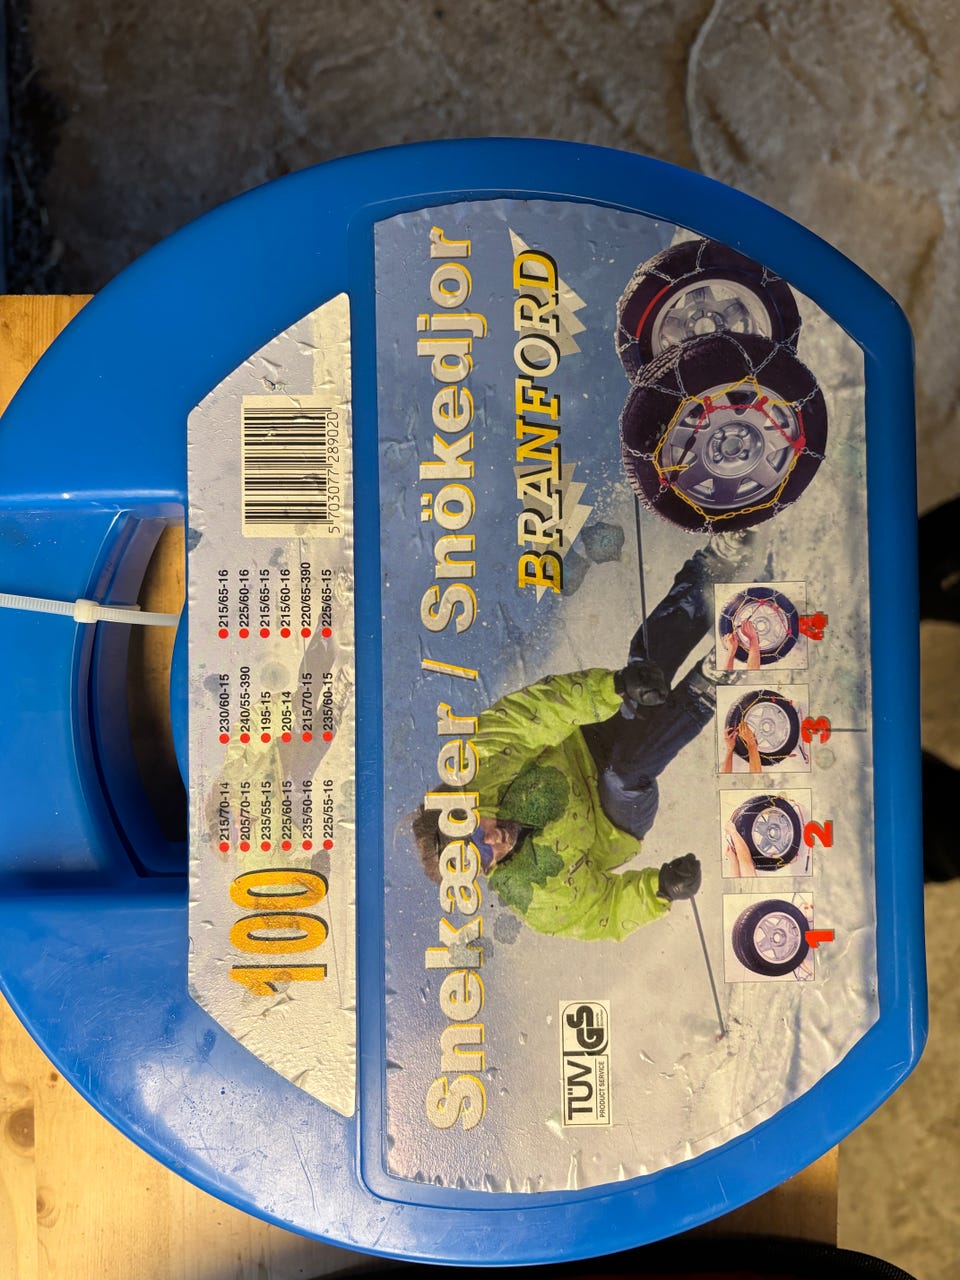 100
215/70-14 230/60-15 215/65-16
205/70-15 240/55-390 225/60-16
235/55-15 195-15 215/65-15
225/60-15 205-14 215/60-16
235/50-16 215/70-15 220/65-390
225/55-16 235/60-15 225/65-15
5 703077 289020
Snekæder / Snökedjor
BRANFORD
TÜV
PRODUCT SERVICE
GS
1 2 3 4